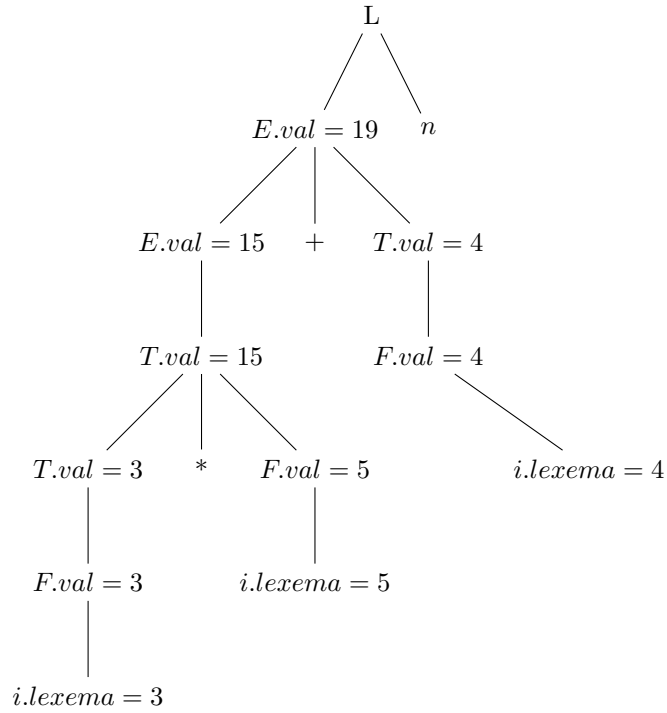 L
E.val = 19 n
E.val = 15 + T.val = 4
T.val = 15 F.val = 4
T.val = 3 * F.val = 5 i.lexema = 4
F.val = 3 i.lexema = 5
i.lexema = 3